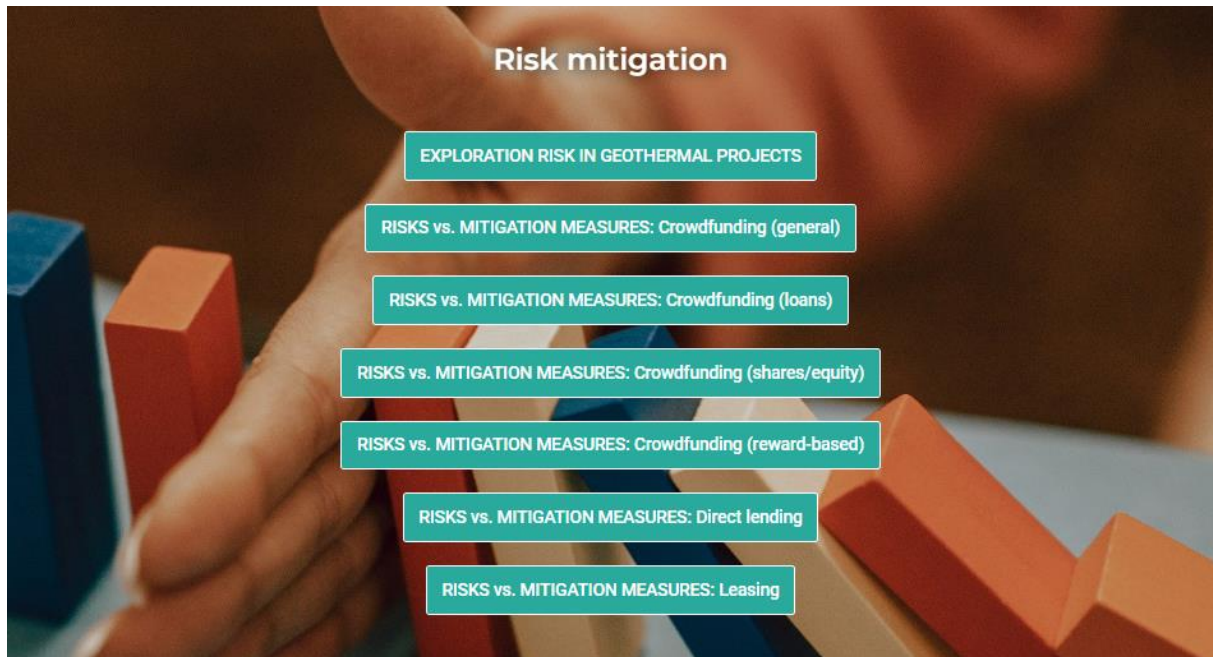 Risk mitigation
EXPLORATION RISK IN GEOTHERMAL PROJECTS
RISKS vs. MITIGATION MEASURES: Crowdfunding (general)
RISKS vs. MITIGATION MEASURES: Crowdfunding (loans)
RISKS vs. MITIGATION MEASURES: Crowdfunding (shares/equity)
RISKS vs. MITIGATION MEASURES: Crowdfunding (reward-based)
RISKS vs. MITIGATION MEASURES: Direct lending
RISKS vs. MITIGATION MEASURES: Leasing